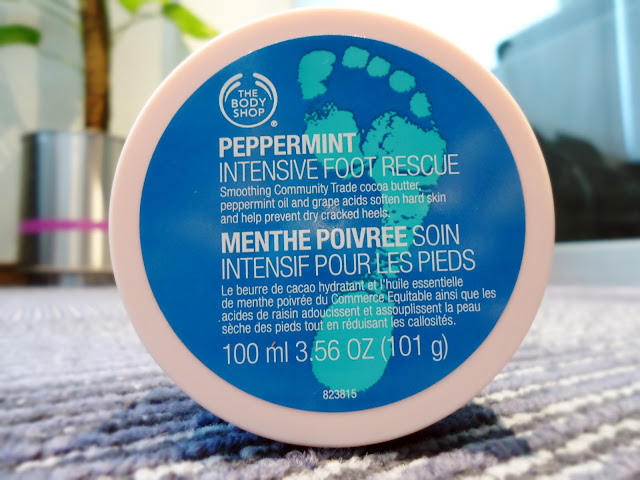 THE
BODY
SHOP
®
PEPPERMINT
INTENSIVE FOOT RESCUE
Smoothing Community Trade cocoa butter,
peppermint oil and grape acids soften hard skin
and help prevent dry cracked heels.
MENTHE POIVRÉE SOIN
INTENSIF POUR LES PIEDS
Le beurre de cacao hydratant et l'huile essentielle
de menthe poivrée du Commerce Equitable ainsi que les
acides de raisin adoucissent et assouplissent la peau
sèche des pieds tout en réduisant les callosités.
100 ml 3.56 OZ (101 g)
823815